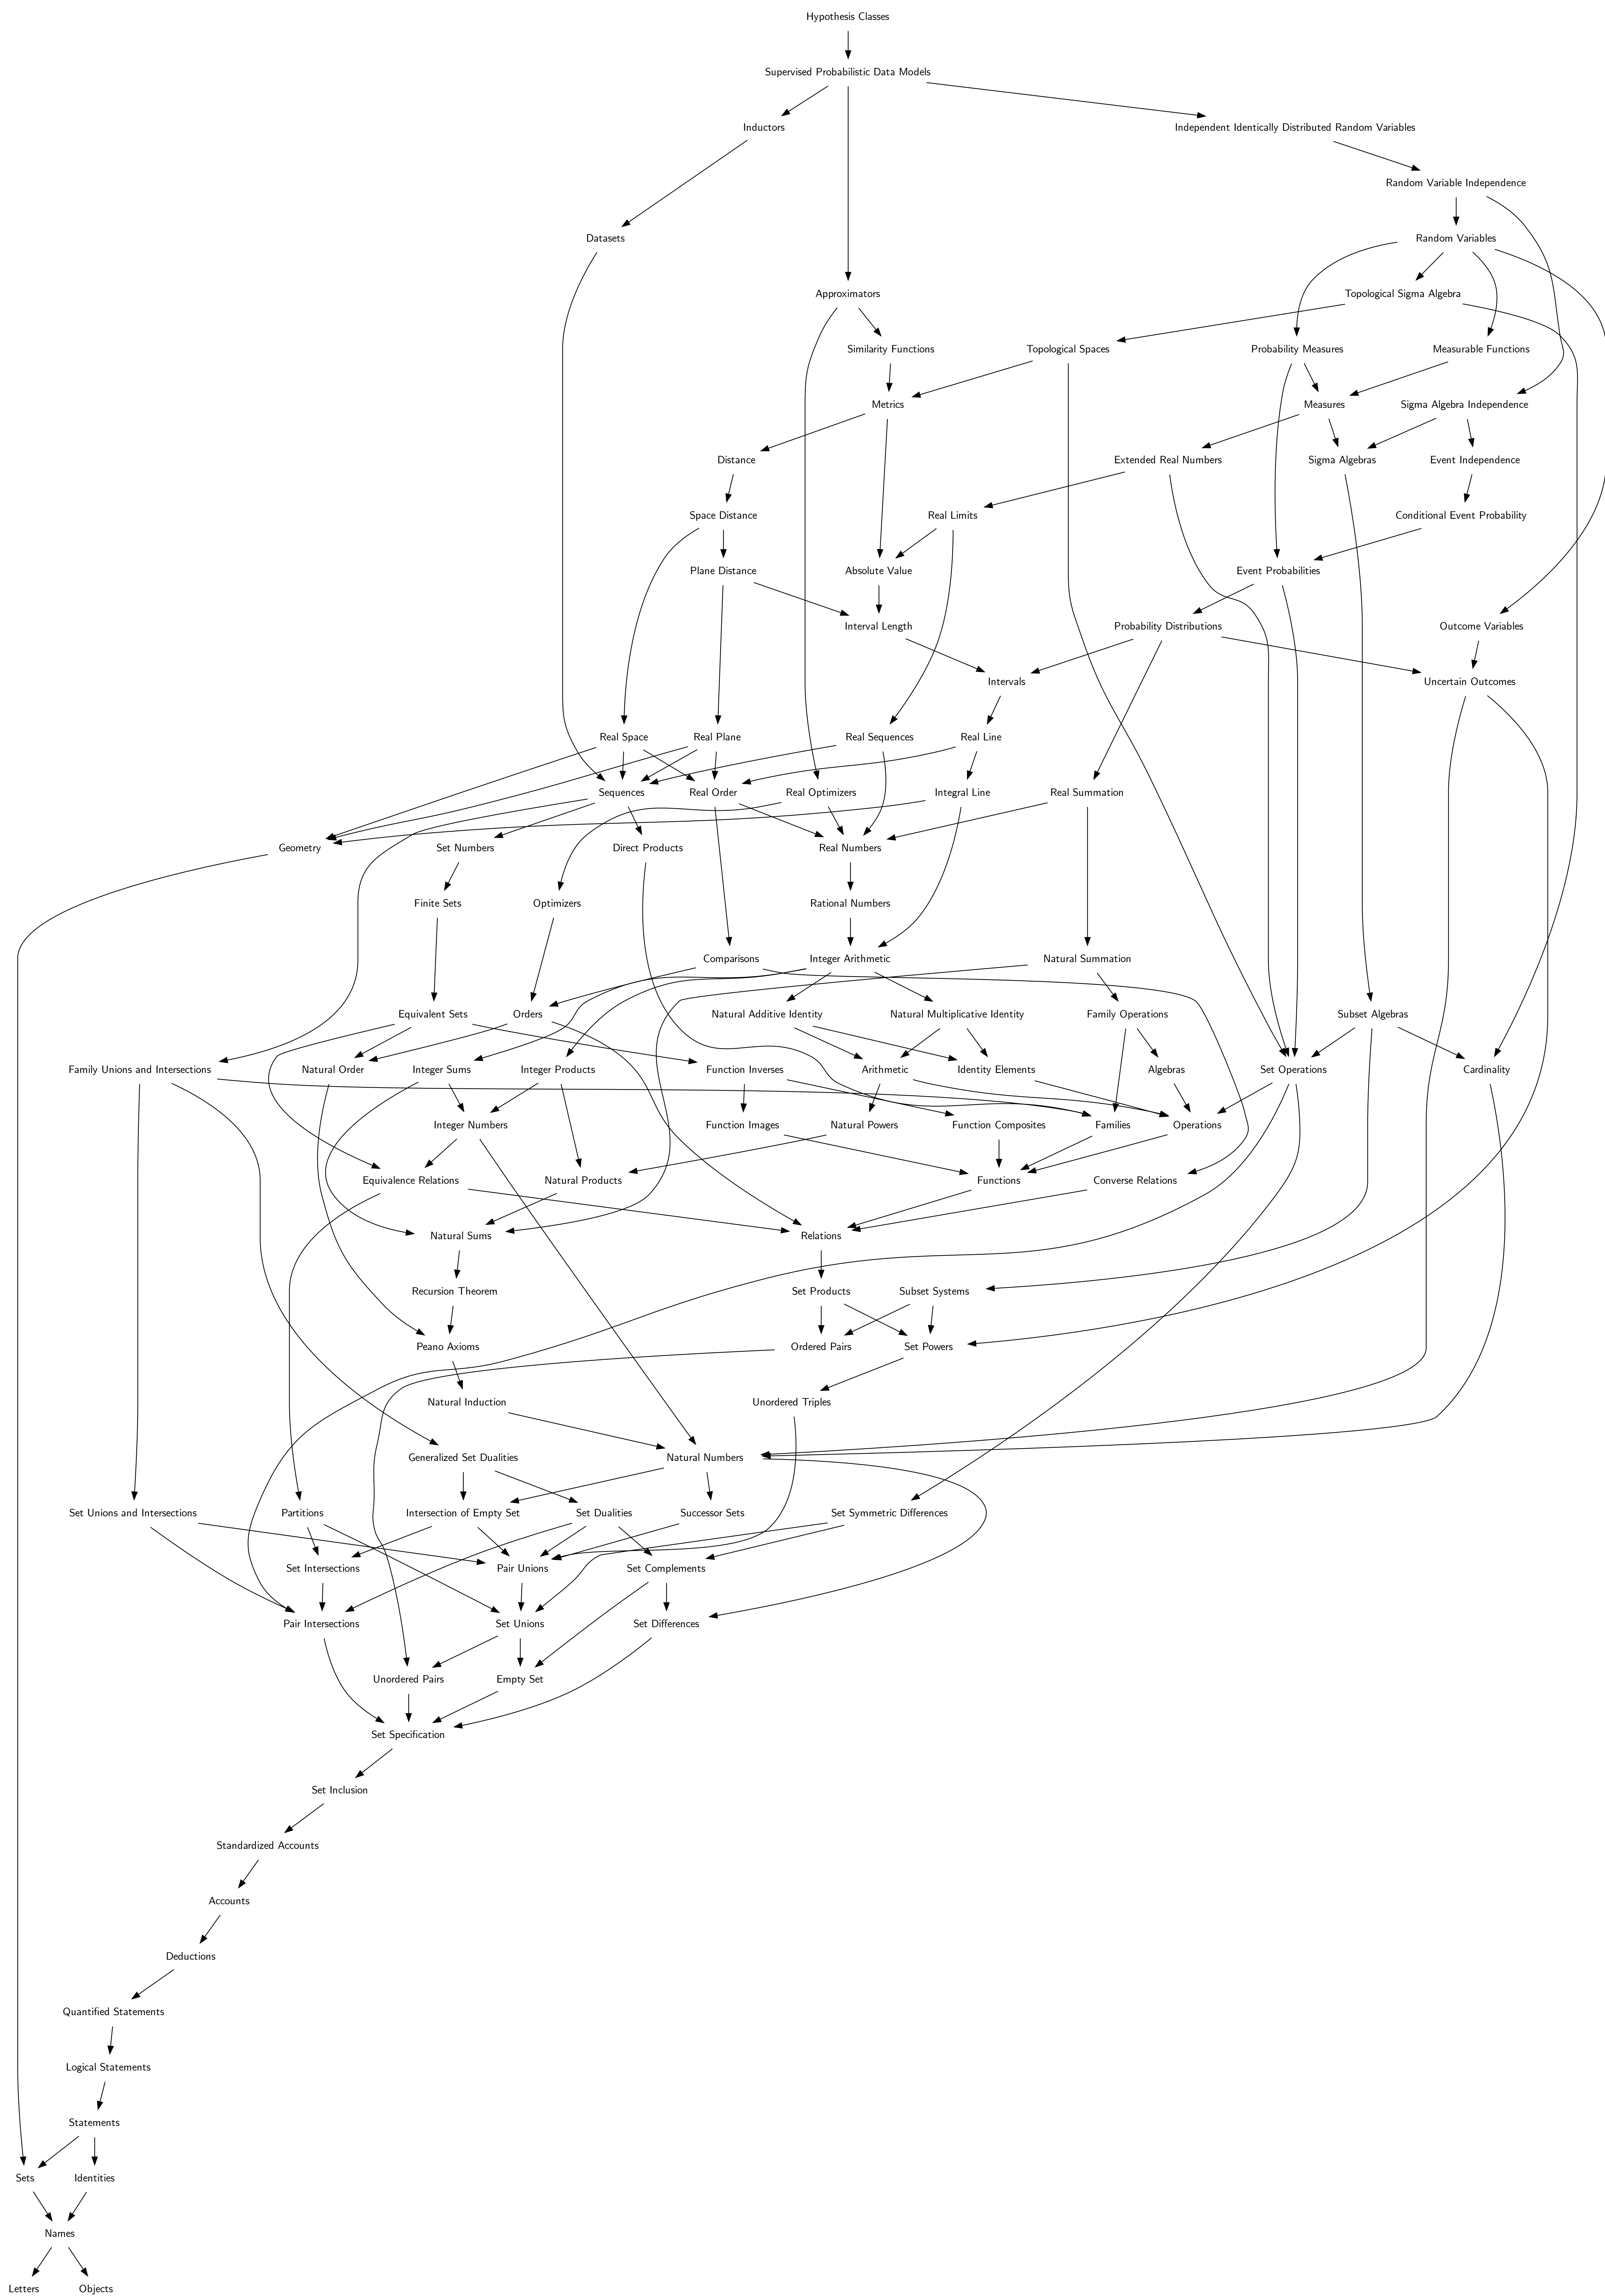 Hypothesis Classes
Supervised Probabilistic Data Models
Inductors
Independent Identically Distributed Random Variables
Random Variable Independence
Datasets
Random Variables
Approximators
Topological Sigma Algebra
Similarity Functions
Topological Spaces
Probability Measures
Measurable Functions
Metrics
Measures
Sigma Algebra Independence
Distance
Extended Real Numbers
Sigma Algebras
Event Independence
Space Distance
Real Limits
Conditional Event Probability
Plane Distance
Absolute Value
Event Probabilities
Interval Length
Probability Distributions
Outcome Variables
Intervals
Uncertain Outcomes
Real Space
Real Plane
Real Sequences
Real Line
Sequences
Real Order
Real Optimizers
Integral Line
Real Summation
Geometry
Set Numbers
Direct Products
Real Numbers
Finite Sets
Optimizers
Rational Numbers
Comparisons
Integer Arithmetic
Natural Summation
Equivalent Sets
Orders
Natural Additive Identity
Natural Multiplicative Identity
Family Operations
Subset Algebras
Family Unions and Intersections
Natural Order
Integer Sums
Integer Products
Function Inverses
Arithmetic
Identity Elements
Algebras
Set Operations
Cardinality
Integer Numbers
Function Images
Natural Powers
Function Composites
Families
Operations
Equivalence Relations
Natural Products
Functions
Converse Relations
Natural Sums
Relations
Recursion Theorem
Set Products
Subset Systems
Peano Axioms
Ordered Pairs
Set Powers
Natural Induction
Unordered Triples
Generalized Set Dualities
Natural Numbers
Set Unions and Intersections
Partitions
Intersection of Empty Set
Set Dualities
Successor Sets
Set Symmetric Differences
Set Intersections
Pair Unions
Set Complements
Pair Intersections
Set Unions
Set Differences
Unordered Pairs
Empty Set
Set Specification
Set Inclusion
Standardized Accounts
Accounts
Deductions
Quantified Statements
Logical Statements
Statements
Sets
Identities
Names
Letters
Objects